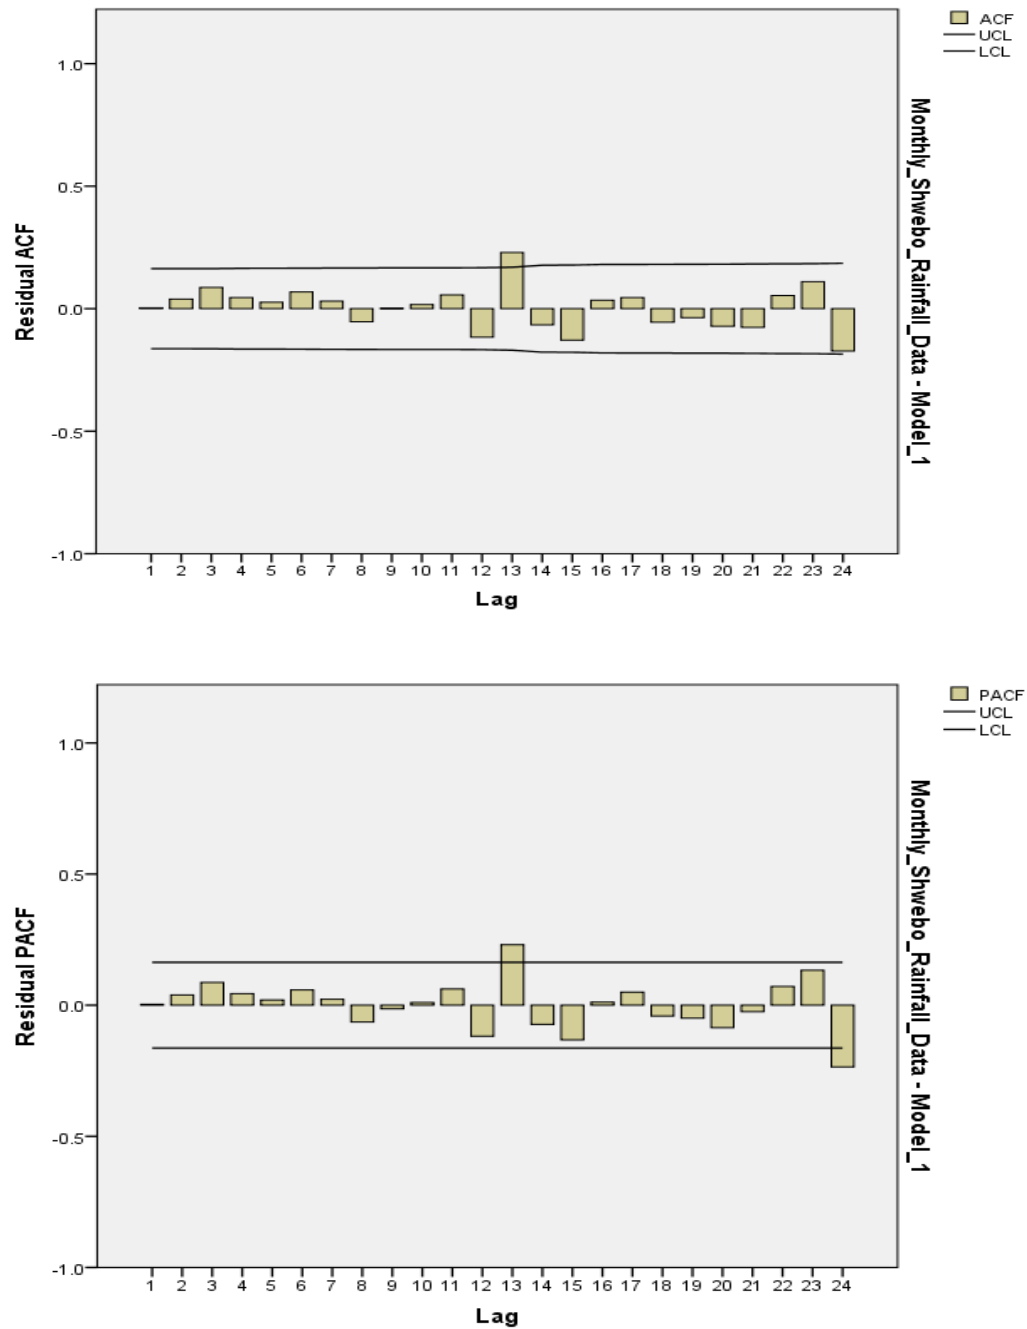 ACF
UCL
LCL
1.0
0.5
0.0
-0.5
-1.0
Residual ACF
1 2 3 4 5 6 7 8 9 10 11 12 13 14 15 16 17 18 19 20 21 22 23 24
Lag
Monthly_Shwebo_Rainfall_Data - Model_1
PACF
UCL
LCL
1.0
0.5
0.0
-0.5
-1.0
Residual PACF
1 2 3 4 5 6 7 8 9 10 11 12 13 14 15 16 17 18 19 20 21 22 23 24
Lag
Monthly_Shwebo_Rainfall_Data - Model_1